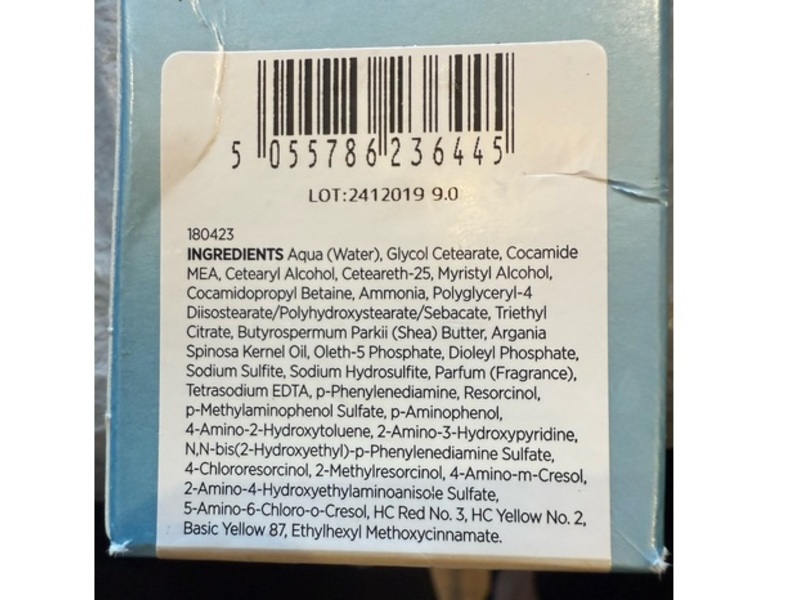 5 055786 236445
LOT:2412019 9.0
180423
INGREDIENTS Aqua (Water), Glycol Cetearate, Cocamide
MEA, Cetearyl Alcohol, Ceteareth-25, Myristyl Alcohol,
Cocamidopropyl Betaine, Ammonia, Polyglyceryl-4
Diisostearate/Polyhydroxystearate/Sebacate, Triethyl
Citrate, Butyrospermum Parkii (Shea) Butter, Argania
Spinosa Kernel Oil, Oleth-5 Phosphate, Dioleyl Phosphate,
Sodium Sulfite, Sodium Hydrosulfite, Parfum (Fragrance),
Tetrasodium EDTA, p-Phenylenediamine, Resorcinol,
p-Methylaminophenol Sulfate, p-Aminophenol,
4-Amino-2-Hydroxytoluene, 2-Amino-3-Hydroxypyridine,
N,N-bis(2-Hydroxyethyl)-p-Phenylenediamine Sulfate,
4-Chlororesorcinol, 2-Methylresorcinol, 4-Amino-m-Cresol,
2-Amino-4-Hydroxyethylaminoanisole Sulfate,
5-Amino-6-Chloro-o-Cresol, HC Red No. 3, HC Yellow No. 2,
Basic Yellow 87, Ethylhexyl Methoxycinnamate.